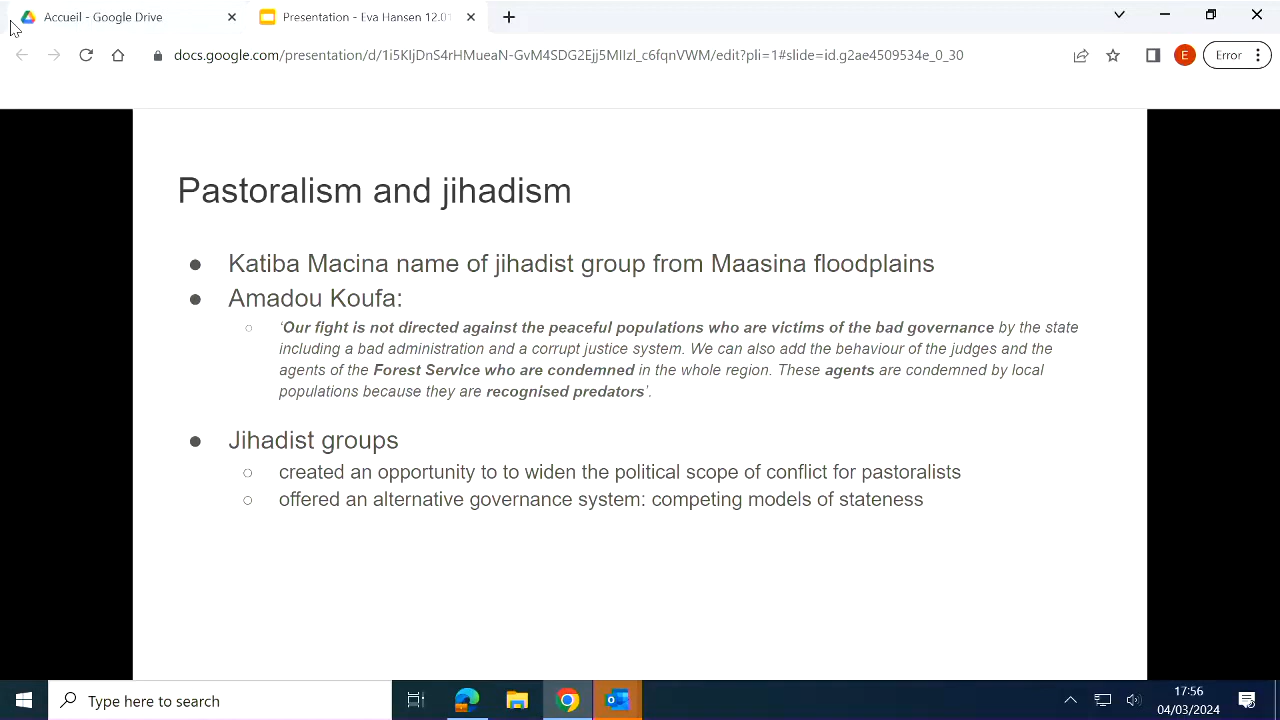 Accueil - Google Drive
Presentation - Eva Hansen 12.01
docs.google.com/presentation/d/1i5KIjDnS4rHMueaN-GvM4SDG2Ejj5MIIzl_c6fqnVWM/edit?pli=1#slide=id.g2ae4509534e_0_30
E
Error
Pastoralism and jihadism
● Katiba Macina name of jihadist group from Maasina floodplains
● Amadou Koufa:
○ 'Our fight is not directed against the peaceful populations who are victims of the bad governance by the state
including a bad administration and a corrupt justice system. We can also add the behaviour of the judges and the
agents of the Forest Service who are condemned in the whole region. These agents are condemned by local
populations because they are recognised predators'.
● Jihadist groups
○ created an opportunity to to widen the political scope of conflict for pastoralists
○ offered an alternative governance system: competing models of stateness
Type here to search
17:56
04/03/2024